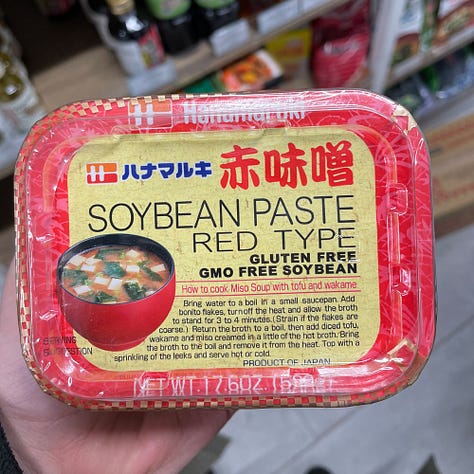 Hanamaruki
ハナマルキ 赤味噌
SOYBEAN PASTE
RED TYPE
GLUTEN FREE
GMO FREE SOYBEAN
How to cook Miso Soup with tofu and wakame
Bring water to a boil in a small saucepan. Add
bonito flakes, turn off the heat and allow the broth
to stand for 3 to 4 minutes. (Strain if the flakes are
coarse.) Return the broth to a boil, then add diced tofu,
wakame and miso creamed in a little of the hot broth. Bring
the broth to the boil and remove it from the heat. Top with a
sprinkling of the leeks and serve hot or cold.
SERVING
SUGGESTION
PRODUCT OF JAPAN
NET WT. 17.6OZ